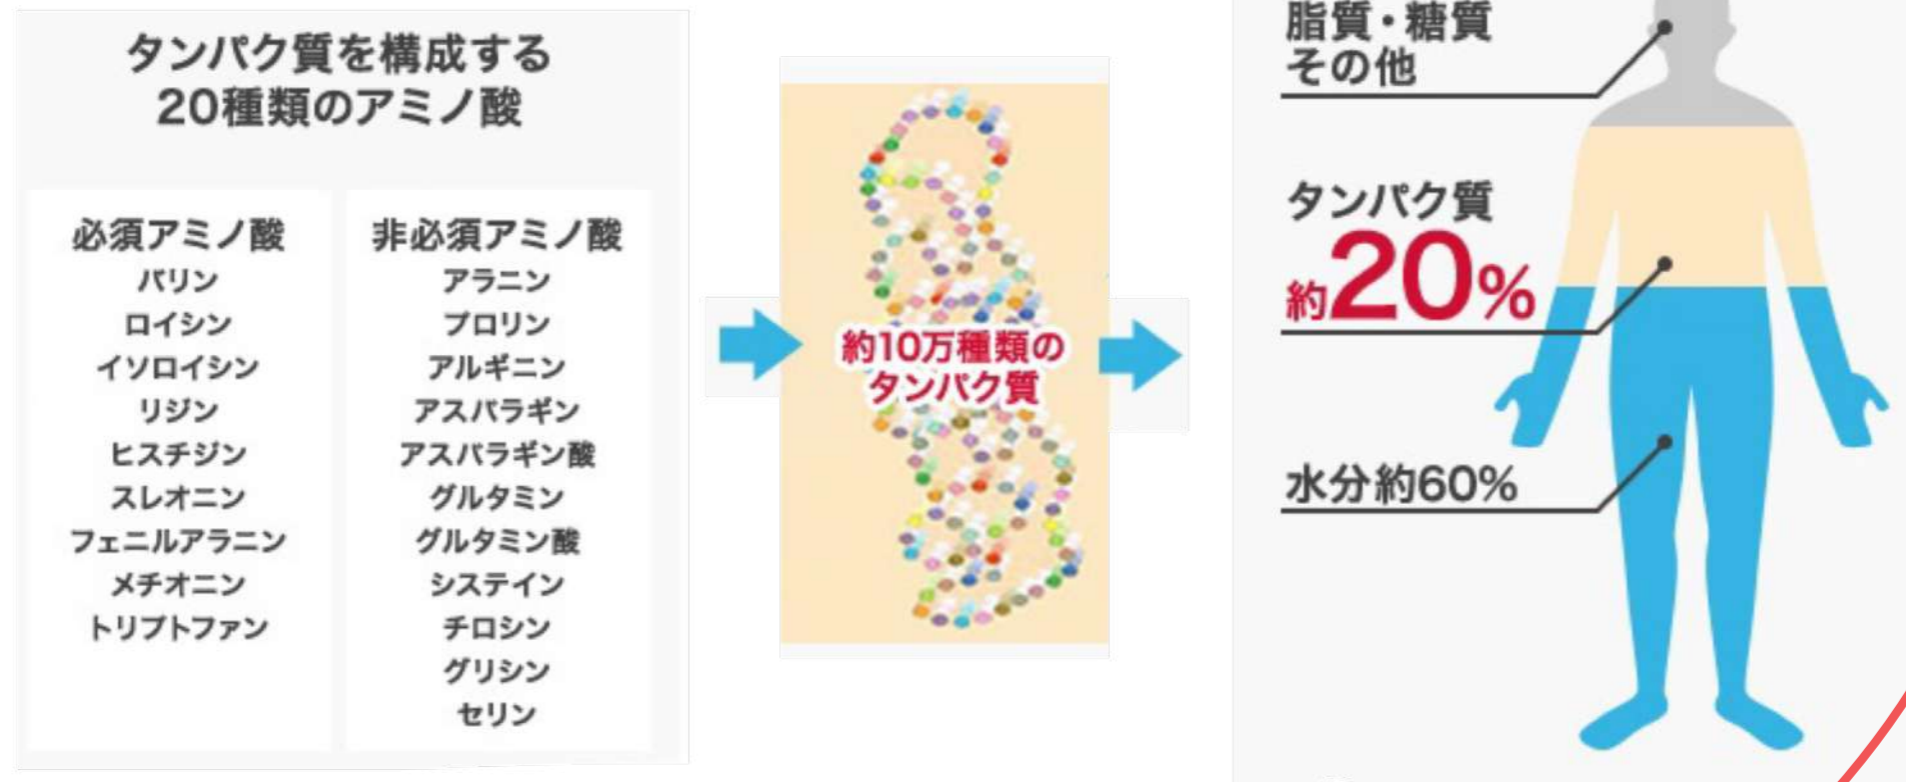 タンパク質を構成する
20種類のアミノ酸
必須アミノ酸
バリン
ロイシン
イソロイシン
リジン
ヒスチジン
スレオニン
フェニルアラニン
メチオニン
トリプトファン
非必須アミノ酸
アラニン
プロリン
アルギニン
アスパラギン
アスパラギン酸
グルタミン
グルタミン酸
システイン
チロシン
グリシン
セリン
約10万種類の
タンパク質
脂質・糖質
その他
タンパク質
約20%
水分約60%